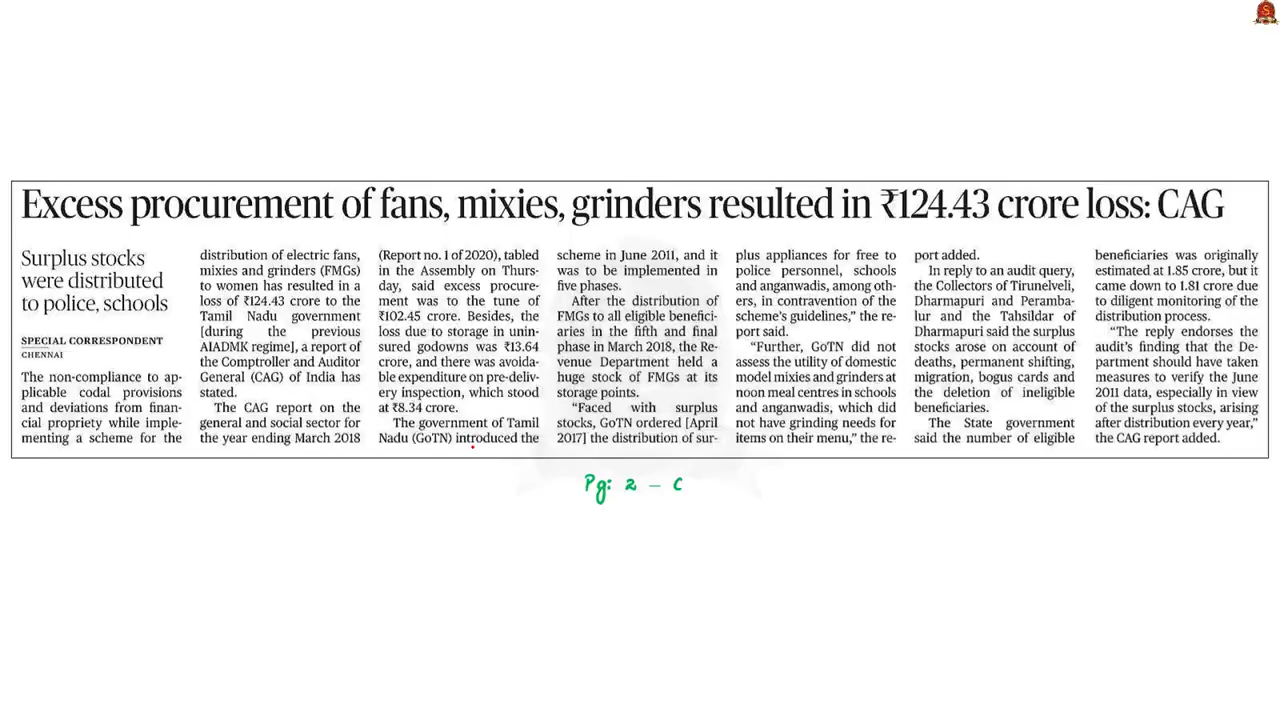 Excess procurement of fans, mixies, grinders resulted in ₹124.43 crore loss: CAG
Surplus stocks
were distributed
to police, schools
SPECIAL CORRESPONDENT
CHENNAI
The non-compliance to ap-
plicable codal provisions
and deviations from finan-
cial propriety while imple-
menting a scheme for the
distribution of electric fans,
mixies and grinders (FMGs)
to women has resulted in a
loss of ₹124.43 crore to the
Tamil Nadu government
[during the previous
AIADMK regime], a report of
the Comptroller and Auditor
General (CAG) of India has
stated.
The CAG report on the
general and social sector for
the year ending March 2018
(Report no. 1 of 2020), tabled
in the Assembly on Thurs-
day, said excess procure-
ment was to the tune of
₹102.45 crore. Besides, the
loss due to storage in unin-
sured godowns was ₹13.64
crore, and there was avoida-
ble expenditure on pre-deliv-
ery inspection, which stood
at ₹8.34 crore.
The government of Tamil
Nadu (GoTN) introduced the
scheme in June 2011, and it
was to be implemented in
five phases.
After the distribution of
FMGs to all eligible benefici-
aries in the fifth and final
phase in March 2018, the Re-
venue Department held a
huge stock of FMGs at its
storage points.
“Faced with surplus
stocks, GoTN ordered [April
2017] the distribution of sur-
plus appliances for free to
police personnel, schools
and anganwadis, among oth-
ers, in contravention of the
scheme’s guidelines,” the re-
port said.
“Further, GoTN did not
assess the utility of domestic
model mixies and grinders at
noon meal centres in schools
and anganwadis, which did
not have grinding needs for
items on their menu,” the re-
port added.
In reply to an audit query,
the Collectors of Tirunelveli,
Dharmapuri and Peramba-
lur and the Tahsildar of
Dharmapuri said the surplus
stocks arose on account of
deaths, permanent shifting,
migration, bogus cards and
the deletion of ineligible
beneficiaries.
The State government
said the number of eligible
beneficiaries was originally
estimated at 1.85 crore, but it
came down to 1.81 crore due
to diligent monitoring of the
distribution process.
“The reply endorses the
audit’s finding that the De-
partment should have taken
measures to verify the June
2011 data, especially in view
of the surplus stocks, arising
after distribution every year,”
the CAG report added.
Pg: 2 - C